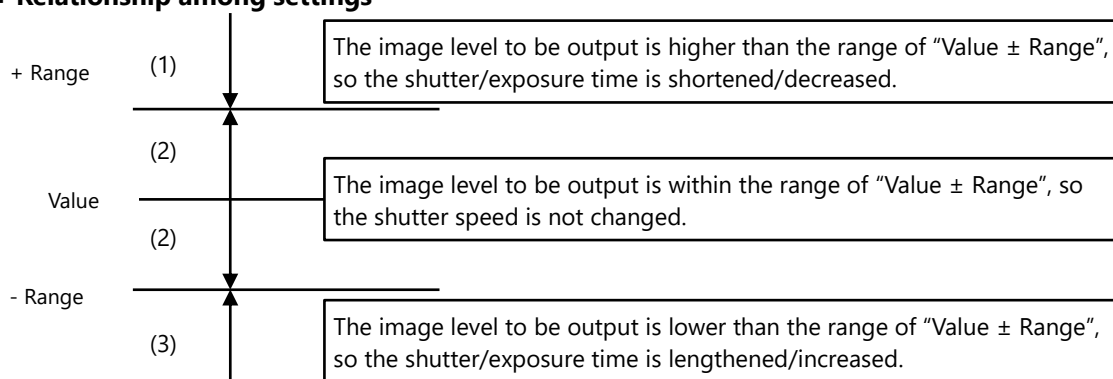 Relationship among settings
+ Range
(1)
The image level to be output is higher than the range of “Value ± Range”,
so the shutter/exposure time is shortened/decreased.
(2)
Value
The image level to be output is within the range of “Value ± Range”, so
the shutter speed is not changed.
(2)
- Range
(3)
The image level to be output is lower than the range of “Value ± Range”,
so the shutter/exposure time is lengthened/increased.